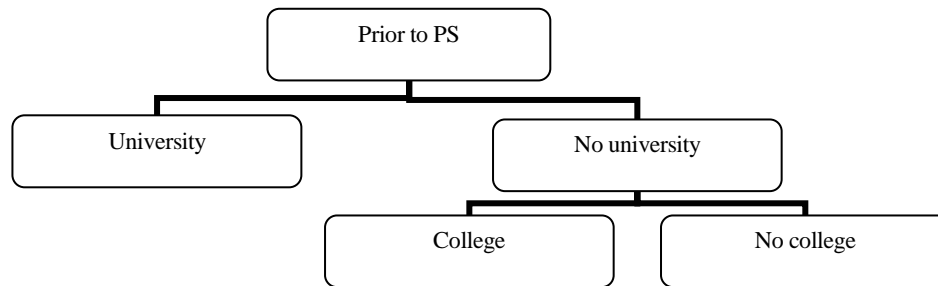 Prior to PS
University
No university
College
No college